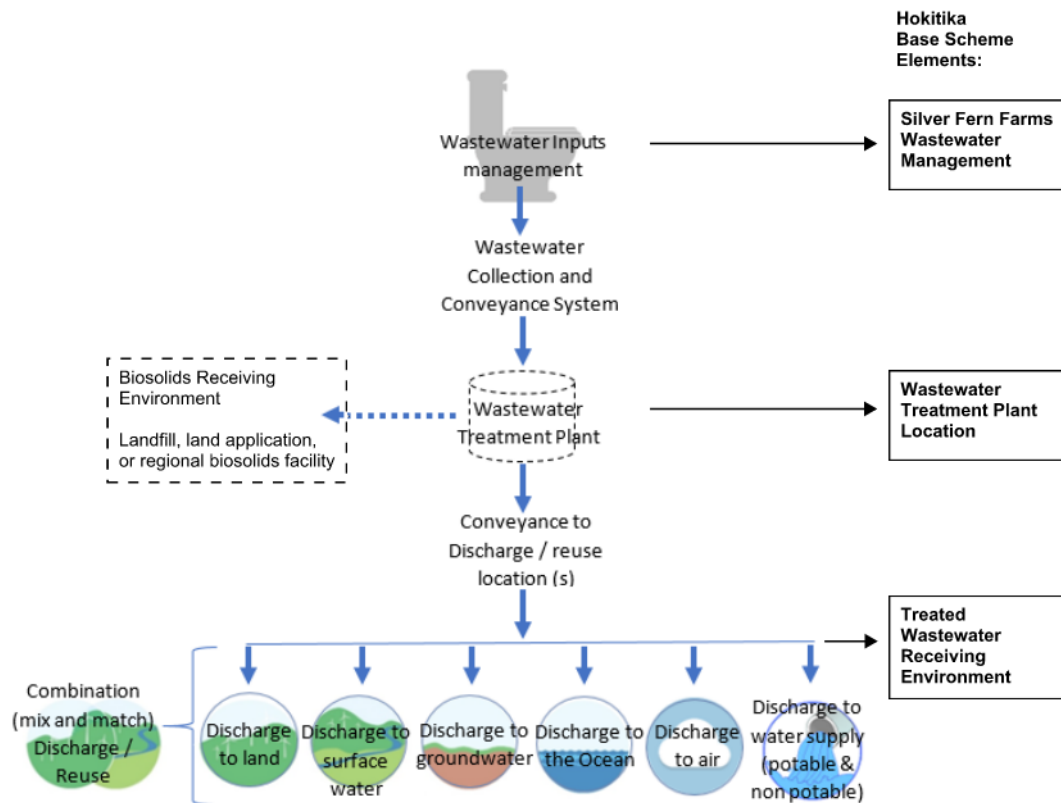 Hokitika
Base Scheme
Elements:
Wastewater Inputs
management
Silver Fern Farms
Wastewater
Management
Wastewater
Collection and
Conveyance System
Biosolids Receiving
Environment
Landfill, land application,
or regional biosolids facility
Wastewater
Treatment Plant
Wastewater
Treatment Plant
Location
Conveyance to
Discharge / reuse
location (s)
Treated
Wastewater
Receiving
Environment
Combination
(mix and match)
Discharge /
Reuse
Discharge
to land
Discharge to
surface
water
Discharge to
groundwater
Discharge to
the Ocean
Discharge
to air
Discharge to
water supply
(potable &
non potable)